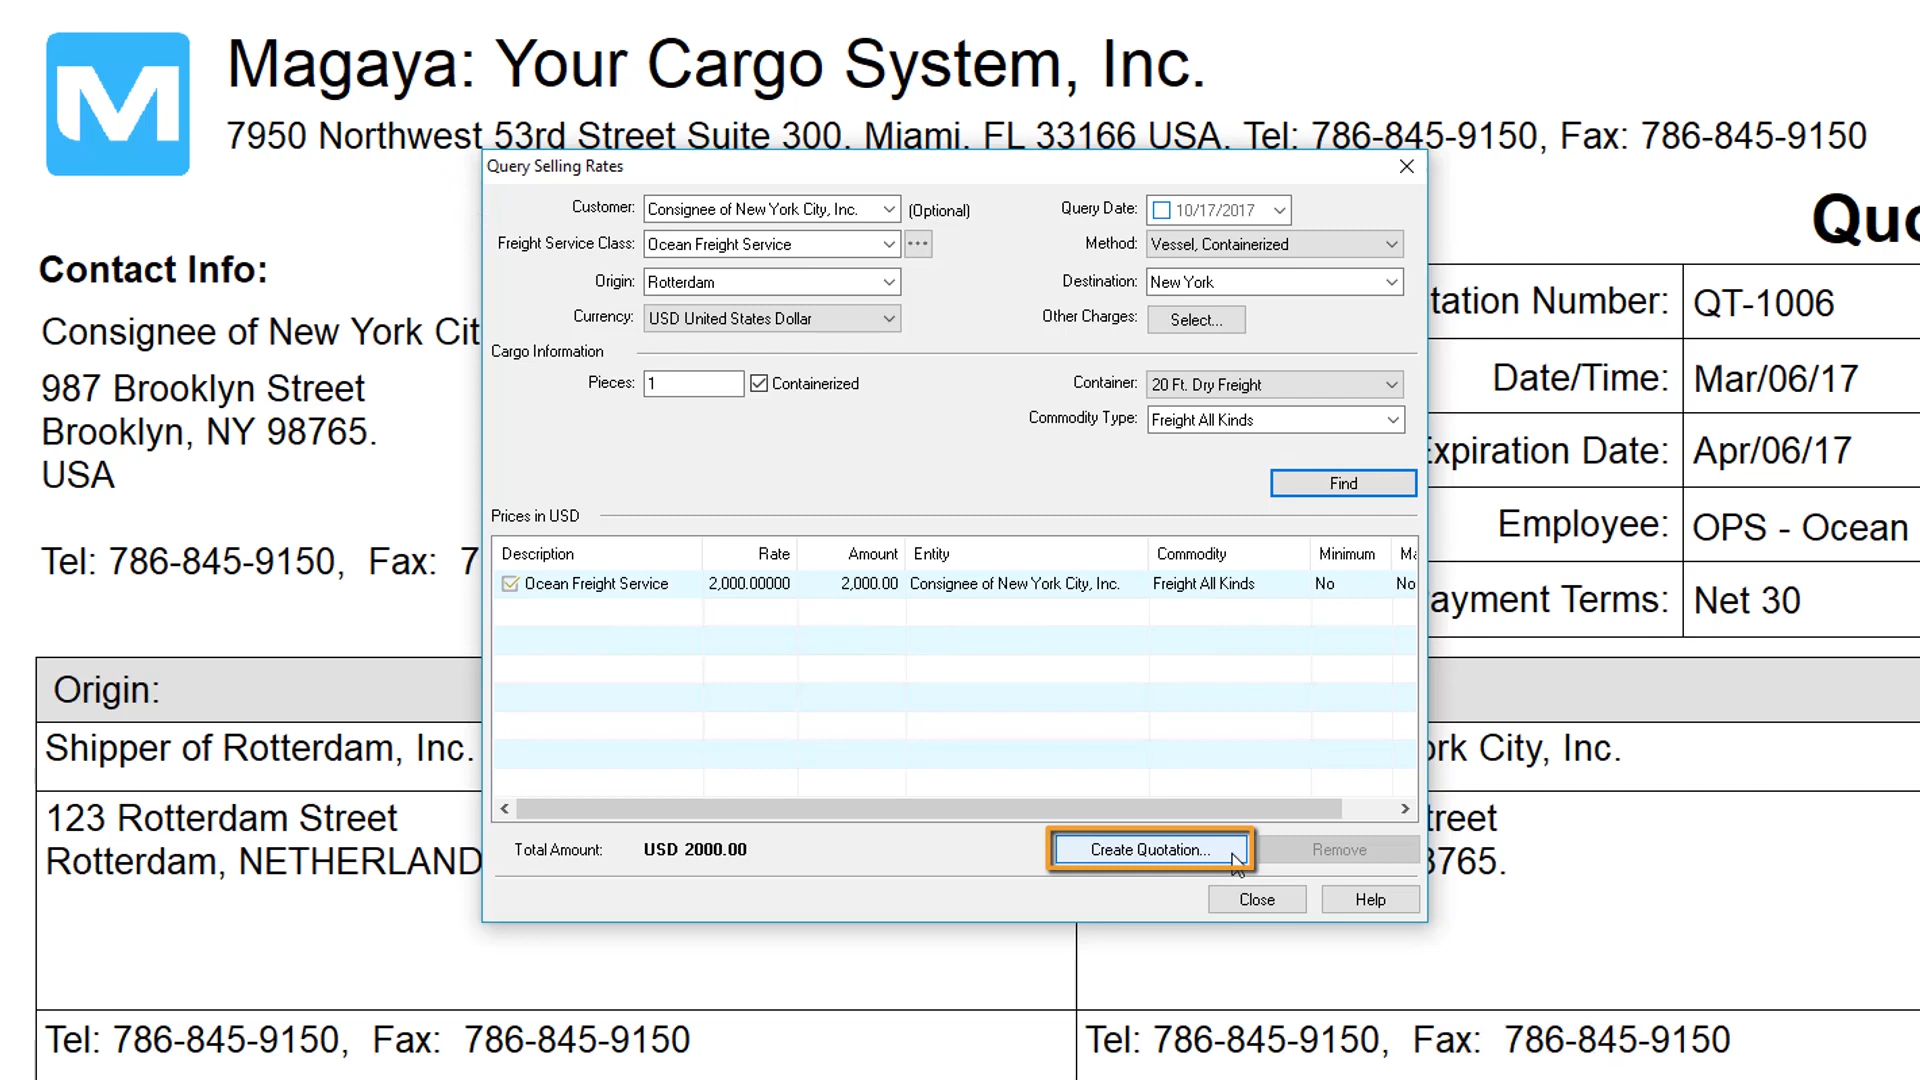 M
Magaya: Your Cargo System, Inc.
7950 Northwest 53rd Street Suite 300. Miami. FL 33166 USA. Tel: 786-845-9150, Fax: 786-845-9150
Query Selling Rates
Customer: Consignee of New York City, Inc. (Optional) Query Date: 10/17/2017
Freight Service Class: Ocean Freight Service ... Method: Vessel, Containerized
Origin: Rotterdam Destination: New York
Currency: USD United States Dollar Other Charges: Select...
Cargo Information
Pieces: 1 Containerized Container: 20 Ft. Dry Freight
Commodity Type: Freight All Kinds
Find
Prices in USD
Description Rate Amount Entity Commodity Minimum Ma
Ocean Freight Service 2,000.00000 2,000.00 Consignee of New York City, Inc. Freight All Kinds No No
Total Amount: USD 2000.00 Create Quotation... Remove
Close Help
Quo
Contact Info:
Consignee of New York Cit
987 Brooklyn Street
Brooklyn, NY 98765.
USA
Tel: 786-845-9150, Fax: 7
tation Number: QT-1006
Date/Time: Mar/06/17
Expiration Date: Apr/06/17
Employee: OPS - Ocean
ayment Terms: Net 30
Origin:
Shipper of Rotterdam, Inc.
ork City, Inc.
123 Rotterdam Street
Rotterdam, NETHERLAND
treet
8765.
Tel: 786-845-9150, Fax: 786-845-9150
Tel: 786-845-9150, Fax: 786-845-9150